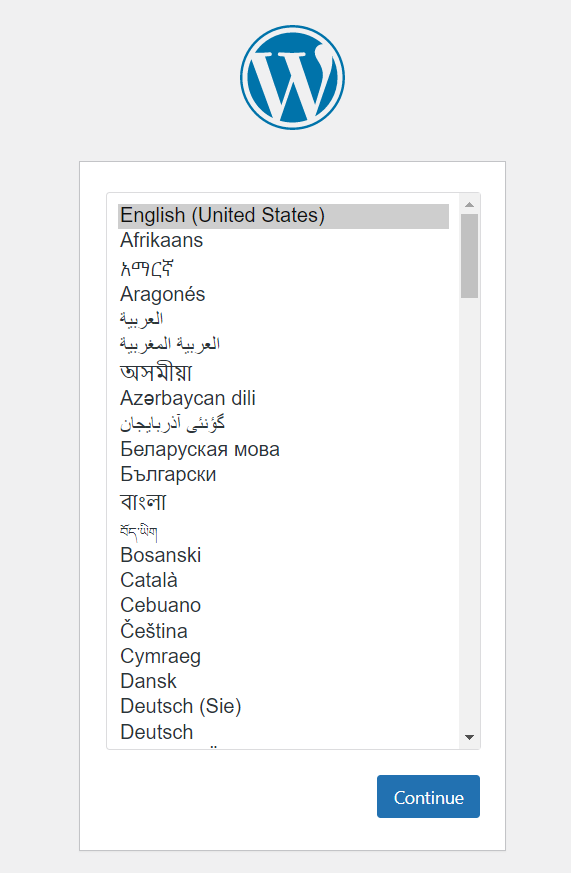 English (United States)
Afrikaans
አማርኛ
Aragonés
العربية
العربية المغربية
অসমীয়া
Azərbaycan dili
گؤنئی آذربایجان
Беларуская мова
Български
বাংলা
བོད་ཡིག
Bosanski
Català
Cebuano
Čeština
Cymraeg
Dansk
Deutsch (Sie)
Deutsch
Continue